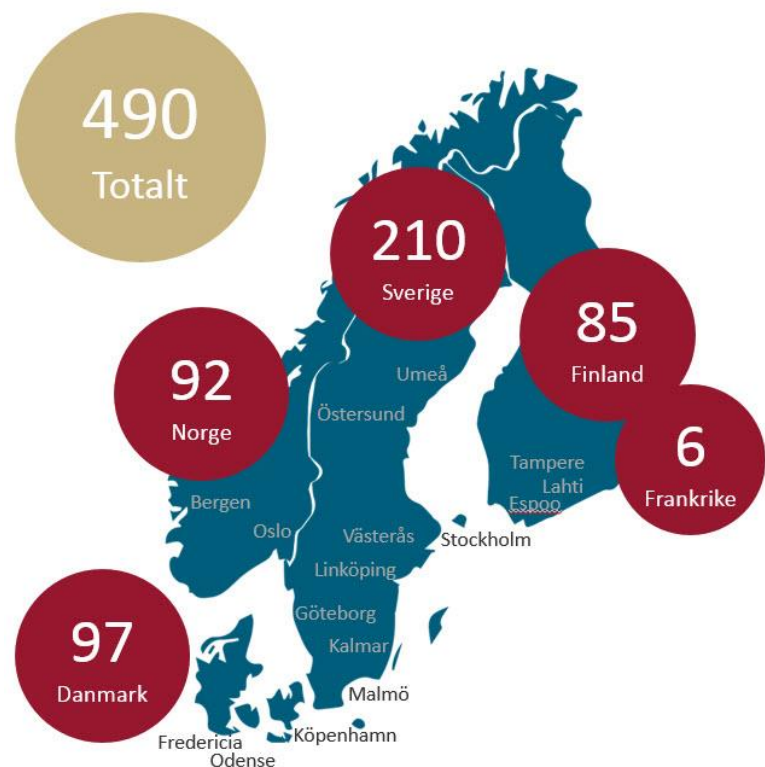 490
Totalt
210
Sverige
85
Finland
92
Norge
6
Frankrike
97
Danmark
Umeå
Östersund
Tampere
Lahti
Espoo
Bergen
Oslo
Västerås
Stockholm
Linköping
Göteborg
Kalmar
Malmö
Köpenhamn
Fredericia
Odense